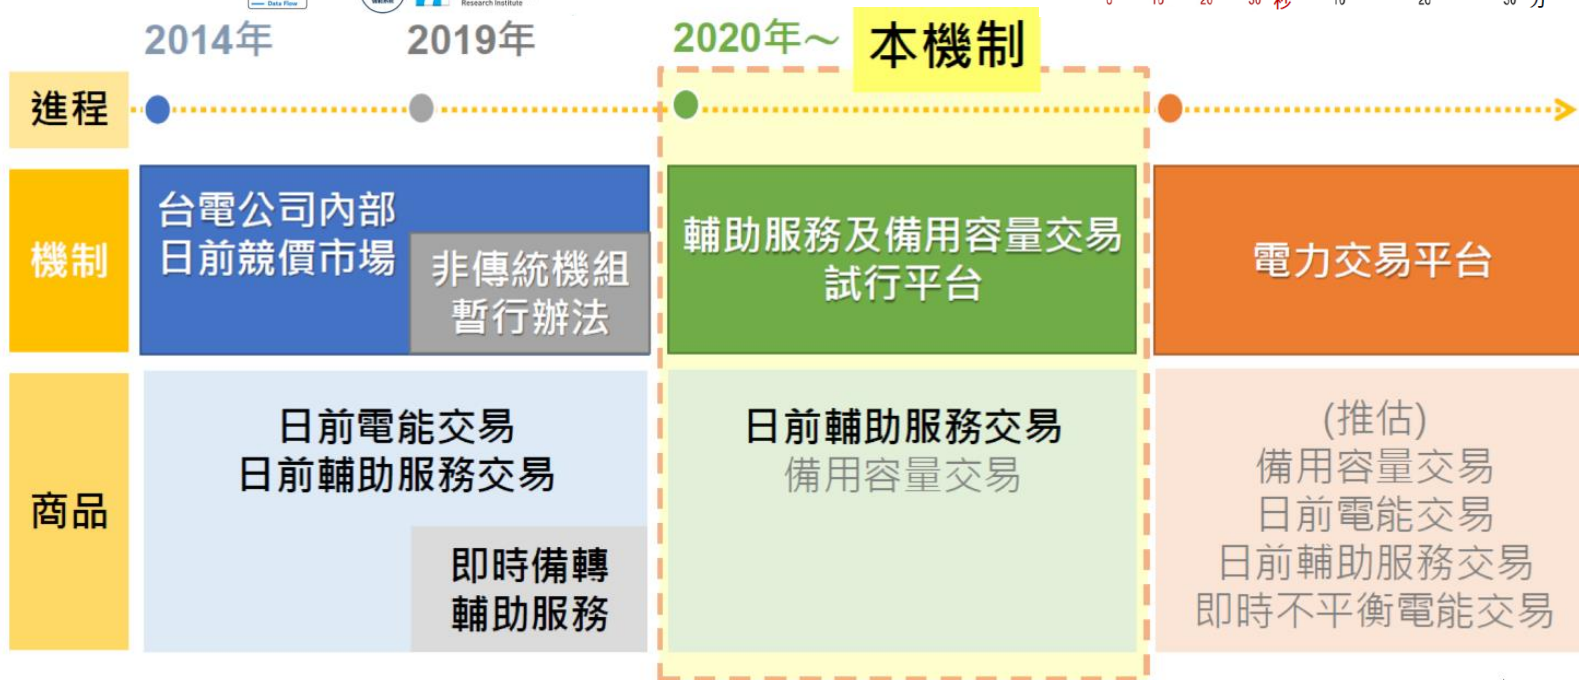 Data Flow
Research Institute
2014年
2019年
2020年～
本機制
進程
機制
台電公司內部
日前競價市場
非傳統機組
暫行辦法
輔助服務及備用容量交易
試行平台
電力交易平台
商品
日前電能交易
日前輔助服務交易
即時備轉
輔助服務
日前輔助服務交易
備用容量交易
(推估)
備用容量交易
日前電能交易
日前輔助服務交易
即時不平衡電能交易